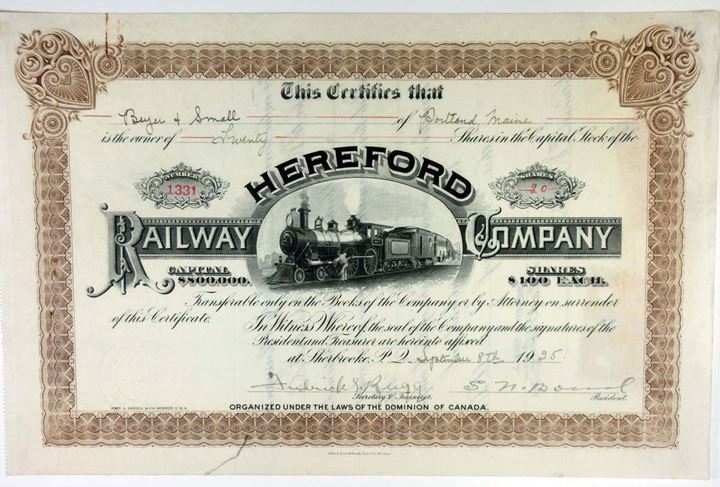 This Certifies that
Beyer & Small of Portland, Maine
is the owner of Twenty Shares in the Capital Stock of the
NUMBER
1331
HEREFORD
SHARES
20
RAILWAY COMPANY
CAPITAL
$800,000.
SHARES
$100 EACH.
Transferable only on the Books of the Company or by Attorney on surrender
of this Certificate. In Witness Whereof, the seal of the Company and the signatures of the
President and Treasurer are hereinto affixed
at Sherbrooke, P.Q. September 8th 1925.
Secretary & Treasurer.
President.
ORGANIZED UNDER THE LAWS OF THE DOMINION OF CANADA.